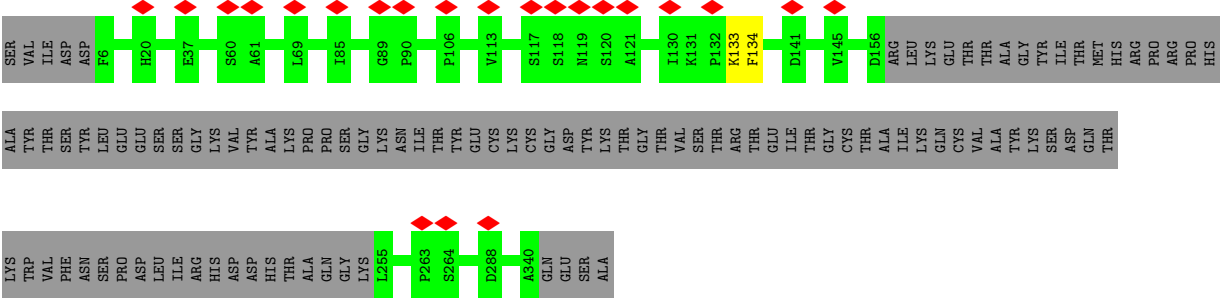 SER VAL ILE ASP ASP F6 H20 E37 S60 A61 L69 I85 G89 P90 P106 V113 S117 S118 N119 S120 A121 I130 K131 P132 K133 F134 D141 V145 D156 ARG LEU LYS GLU THR THR ALA GLY TYR ILE THR MET HIS ARG PRO ARG PRO HIS
ALA TYR THR SER TYR LEU GLU GLU SER SER GLY LYS VAL TYR ALA LYS PRO PRO SER GLY LYS ASN ILE THR TYR GLU CYS LYS CYS GLY ASP TYR LYS THR GLY THR VAL SER THR ARG THR GLU ILE THR GLY CYS THR ALA ILE LYS GLN CYS VAL ALA TYR LYS SER ASP GLN THR
LYS TRP VAL PHE ASN SER PRO ASP LEU ILE ARG HIS ASP ASP HIS THR ALA GLN GLY LYS L255 P263 S264 D288 A340 GLN GLU SER ALA